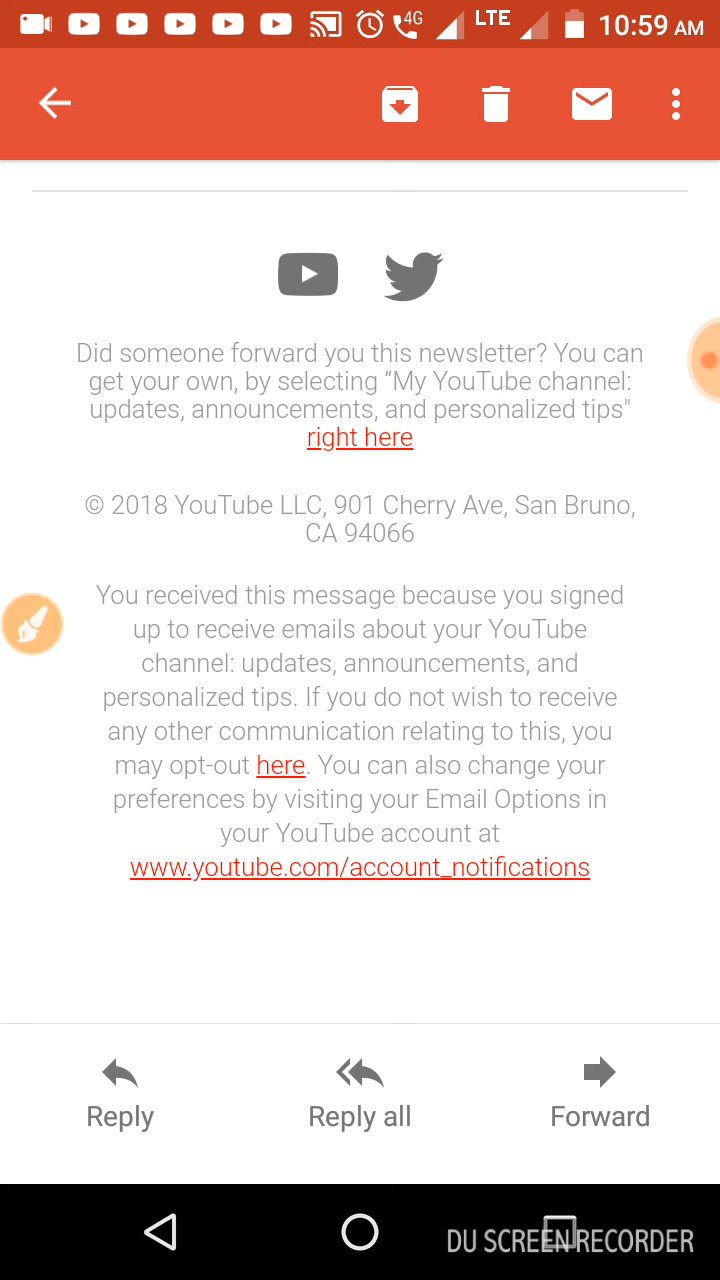 4G LTE 10:59 AM
Did someone forward you this newsletter? You can
get your own, by selecting “My YouTube channel:
updates, announcements, and personalized tips"
right here
© 2018 YouTube LLC, 901 Cherry Ave, San Bruno,
CA 94066
You received this message because you signed
up to receive emails about your YouTube
channel: updates, announcements, and
personalized tips. If you do not wish to receive
any other communication relating to this, you
may opt-out here. You can also change your
preferences by visiting your Email Options in
your YouTube account at
www.youtube.com/account_notifications
Reply Reply all Forward
DU SCREEN RECORDER